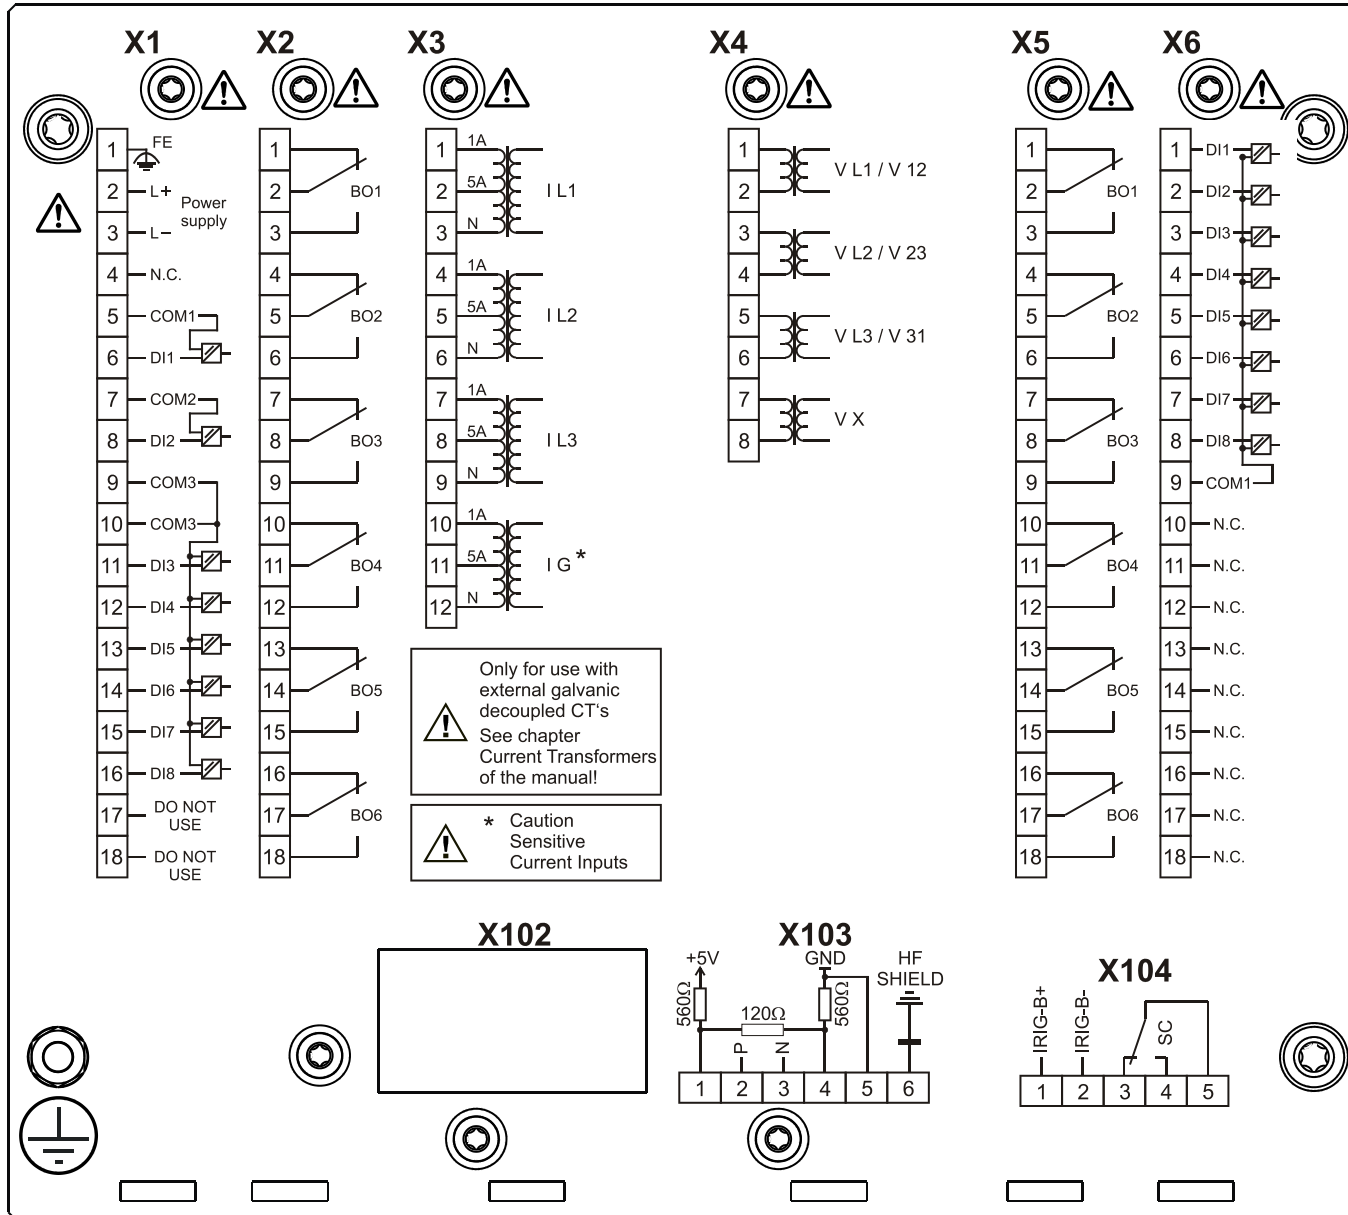 X1
X2
X3
X4
X5
X6
1 FE
2 L+
Power
supply
3 L–
4 N.C.
5 COM1
6 DI1
7 COM2
8 DI2
9 COM3
10 COM3
11 DI3
12 DI4
13 DI5
14 DI6
15 DI7
16 DI8
17 DO NOT
USE
18 DO NOT
USE
1
2 BO1
3
4
5 BO2
6
7
8 BO3
9
10
11 BO4
12
13
14 BO5
15
16
17 BO6
18
1 1A
2 5A I L1
3 N
4 1A
5 5A I L2
6 N
7 1A
8 5A I L3
9 N
10 1A
11 5A I G *
12 N
Only for use with
external galvanic
decoupled CT's
See chapter
Current Transformers
of the manual!
* Caution
Sensitive
Current Inputs
1
V L1 / V 12
2
3
V L2 / V 23
4
5
V L3 / V 31
6
7
V X
8
1
2 BO1
3
4
5 BO2
6
7
8 BO3
9
10
11 BO4
12
13
14 BO5
15
16
17 BO6
18
1 DI1
2 DI2
3 DI3
4 DI4
5 DI5
6 DI6
7 DI7
8 DI8
9 COM1
10 N.C.
11 N.C.
12 N.C.
13 N.C.
14 N.C.
15 N.C.
16 N.C.
17 N.C.
18 N.C.
X102
X103
+5V
GND
HF
SHIELD
560Ω
120Ω
560Ω
P
N
1 2 3 4 5 6
X104
IRIG-B+
IRIG-B-
SC
1 2 3 4 5